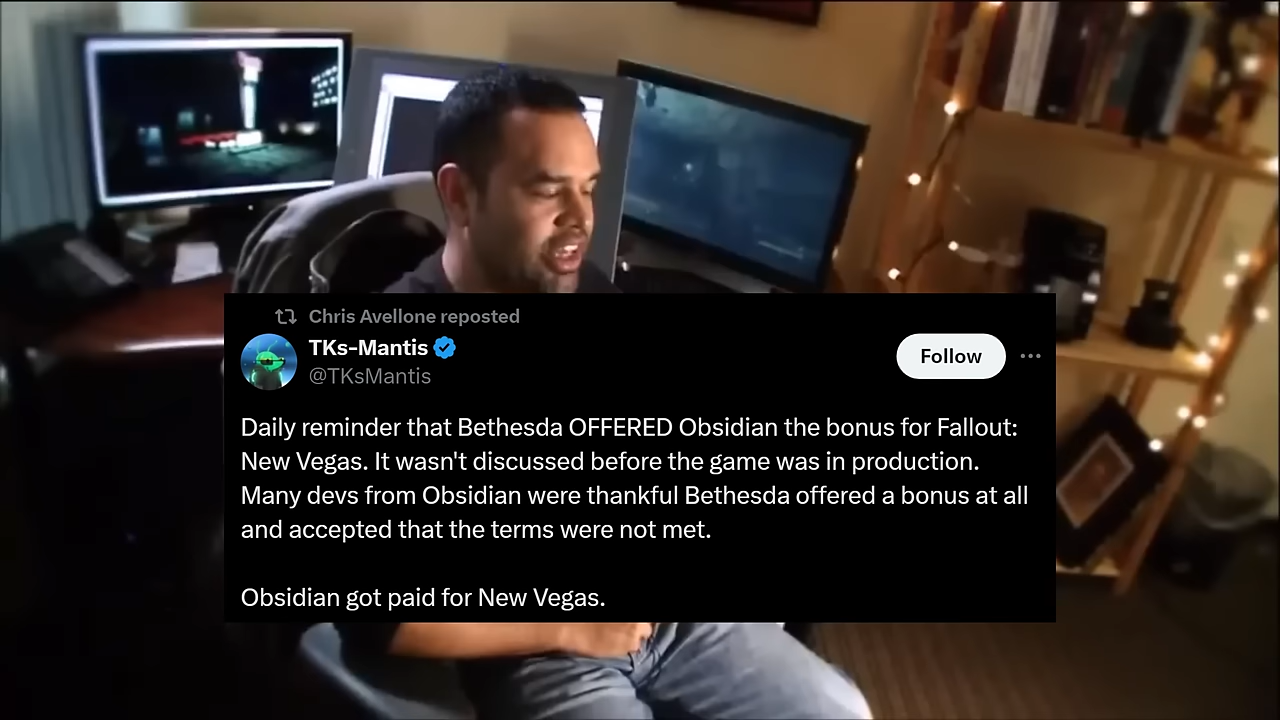 Chris Avellone reposted
TKs-Mantis
@TKsMantis
Follow
Daily reminder that Bethesda OFFERED Obsidian the bonus for Fallout:
New Vegas. It wasn't discussed before the game was in production.
Many devs from Obsidian were thankful Bethesda offered a bonus at all
and accepted that the terms were not met.
Obsidian got paid for New Vegas.